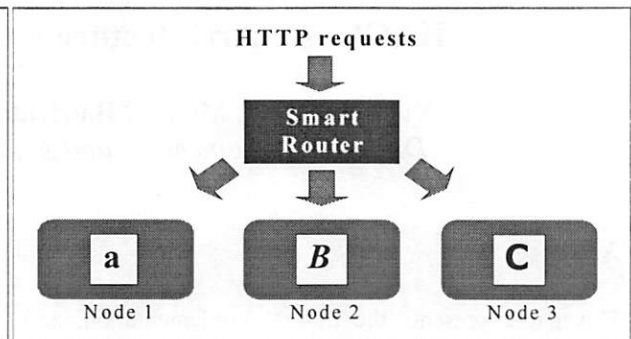 HTTP requests
Smart
Router
a
B
C
Node 1
Node 2
Node 3